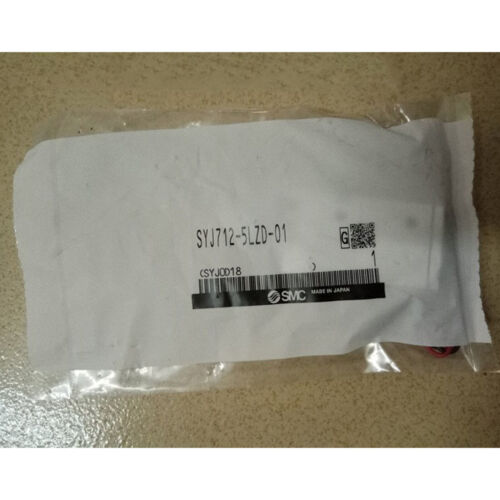 SYJ712-5LZD-01
G
(SYJOD18 ) 1
SMC MADE IN JAPAN